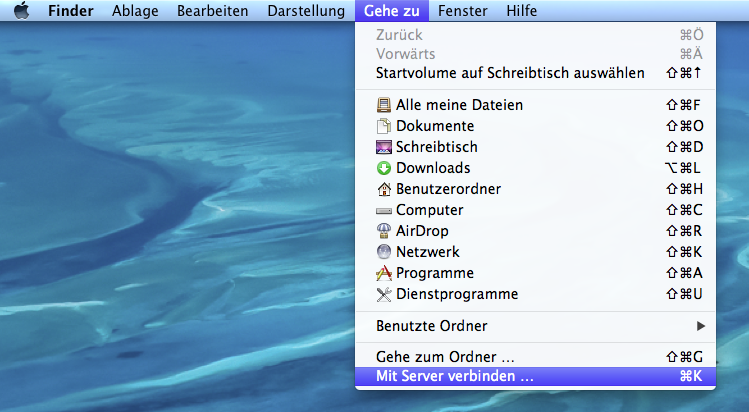 Finder Ablage Bearbeiten Darstellung Gehe zu Fenster Hilfe
Zurück ⌘Ö
Vorwärts ⌘Ä
Startvolume auf Schreibtisch auswählen ⇧⌘↑
Alle meine Dateien ⇧⌘F
Dokumente ⇧⌘O
Schreibtisch ⇧⌘D
Downloads ⌥⌘L
Benutzerordner ⇧⌘H
Computer ⇧⌘C
AirDrop ⇧⌘R
Netzwerk ⇧⌘K
Programme ⇧⌘A
Dienstprogramme ⇧⌘U
Benutzte Ordner ▶
Gehe zum Ordner … ⇧⌘G
Mit Server verbinden … ⌘K